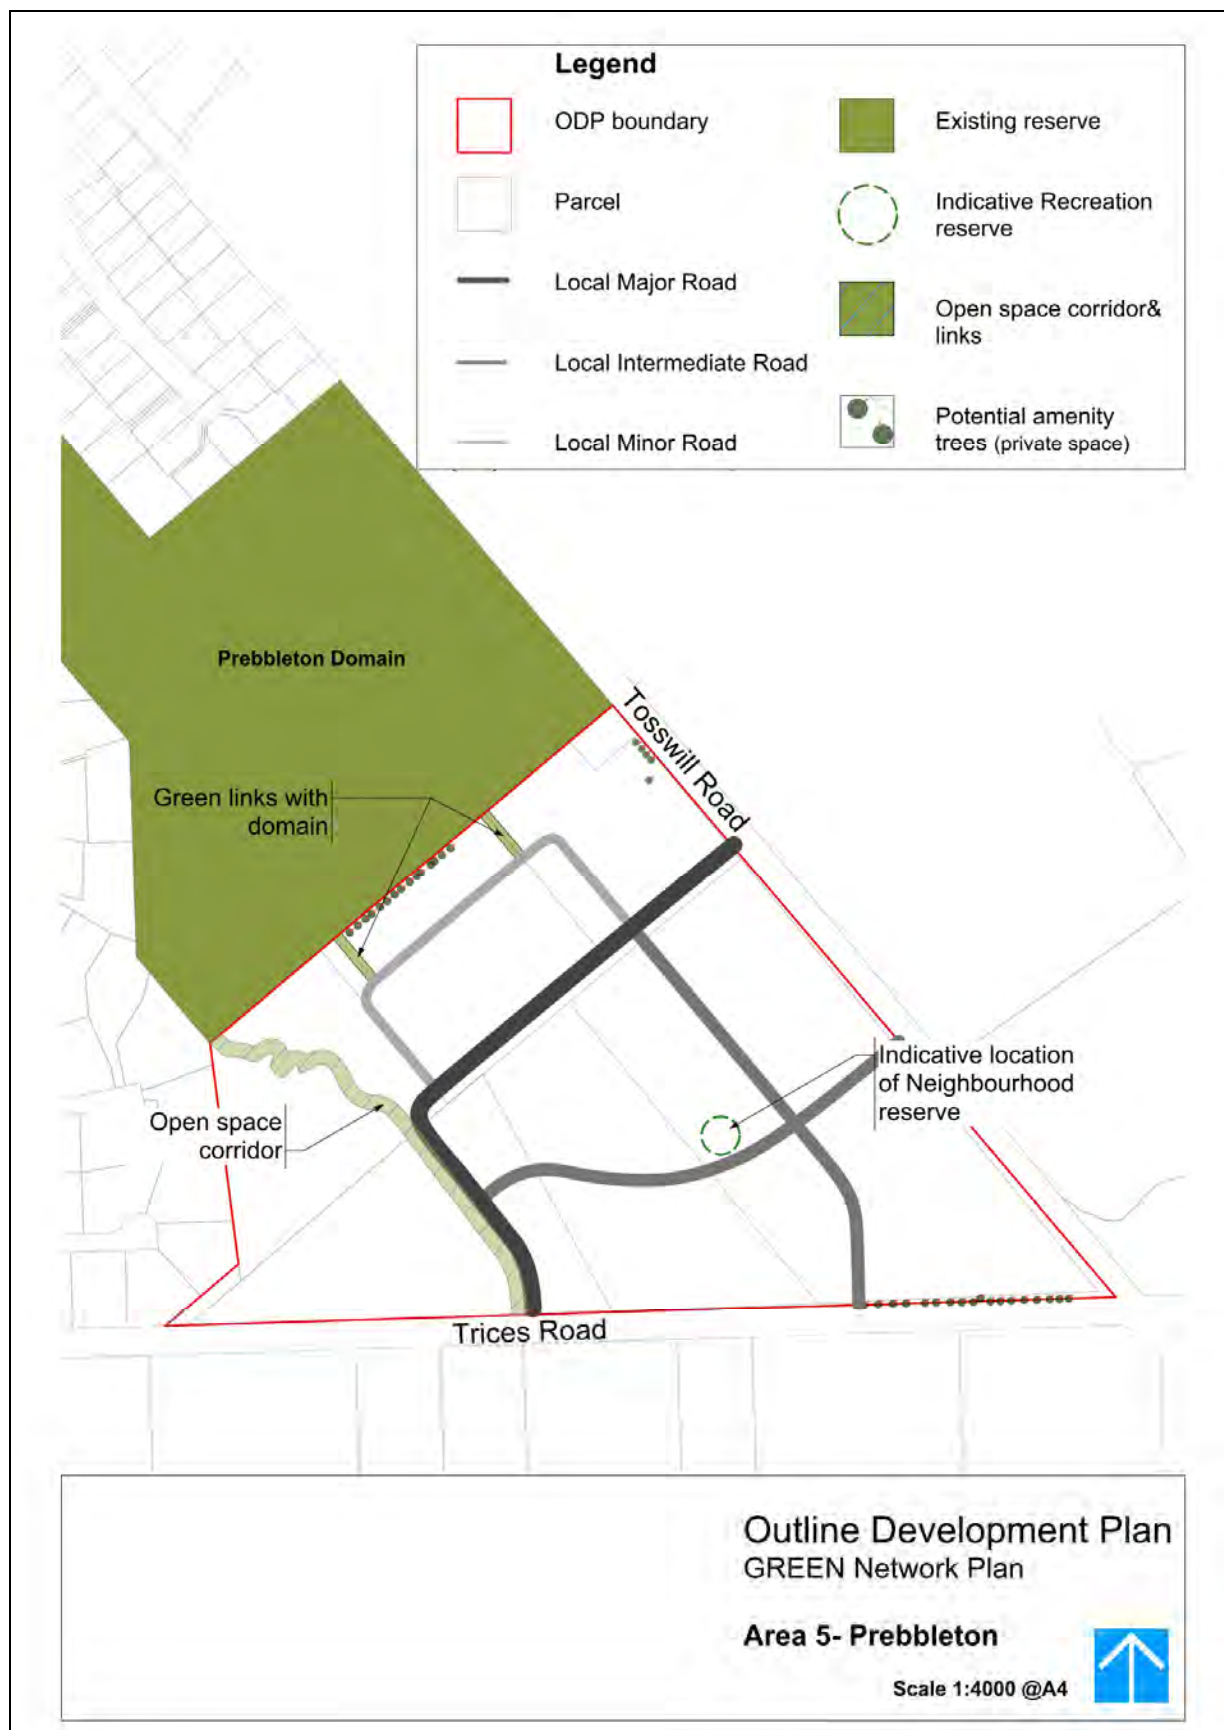 Legend
ODP boundary
Parcel
Local Major Road
Local Intermediate Road
Local Minor Road
Existing reserve
Indicative Recreation
reserve
Open space corridor&
links
Potential amenity
trees (private space)
Prebbleton Domain
Tosswill Road
Green links with
domain
Indicative location
of Neighbourhood
reserve
Open space
corridor
Trices Road
Outline Development Plan
GREEN Network Plan
Area 5- Prebbleton
Scale 1:4000 @A4